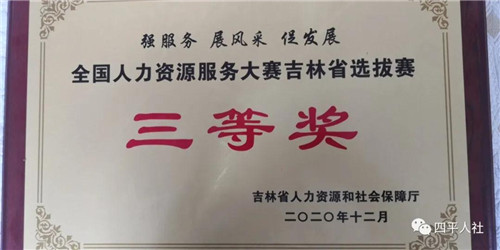 强服务 展风采 促发展
全国人力资源服务大赛吉林省选拔赛
三等奖
吉林省人力资源和社会保障厅
二〇二〇年十二月
四平人社